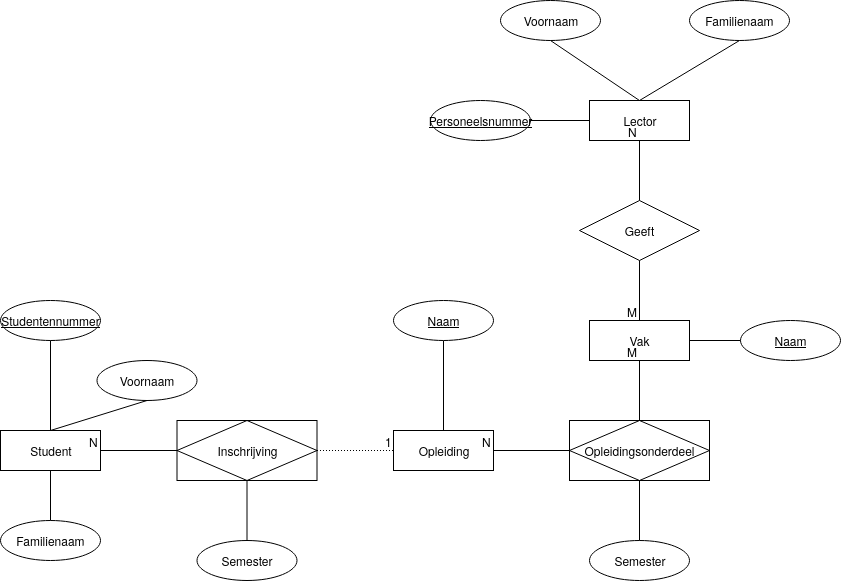 Voornaam
Familienaam
Personeelsnummer
Lector
N
Geeft
M
Studentennummer
Naam
Vak
M
Naam
Voornaam
Student
N
Inschrijving
1
Opleiding
N
Opleidingsonderdeel
Familienaam
Semester
Semester